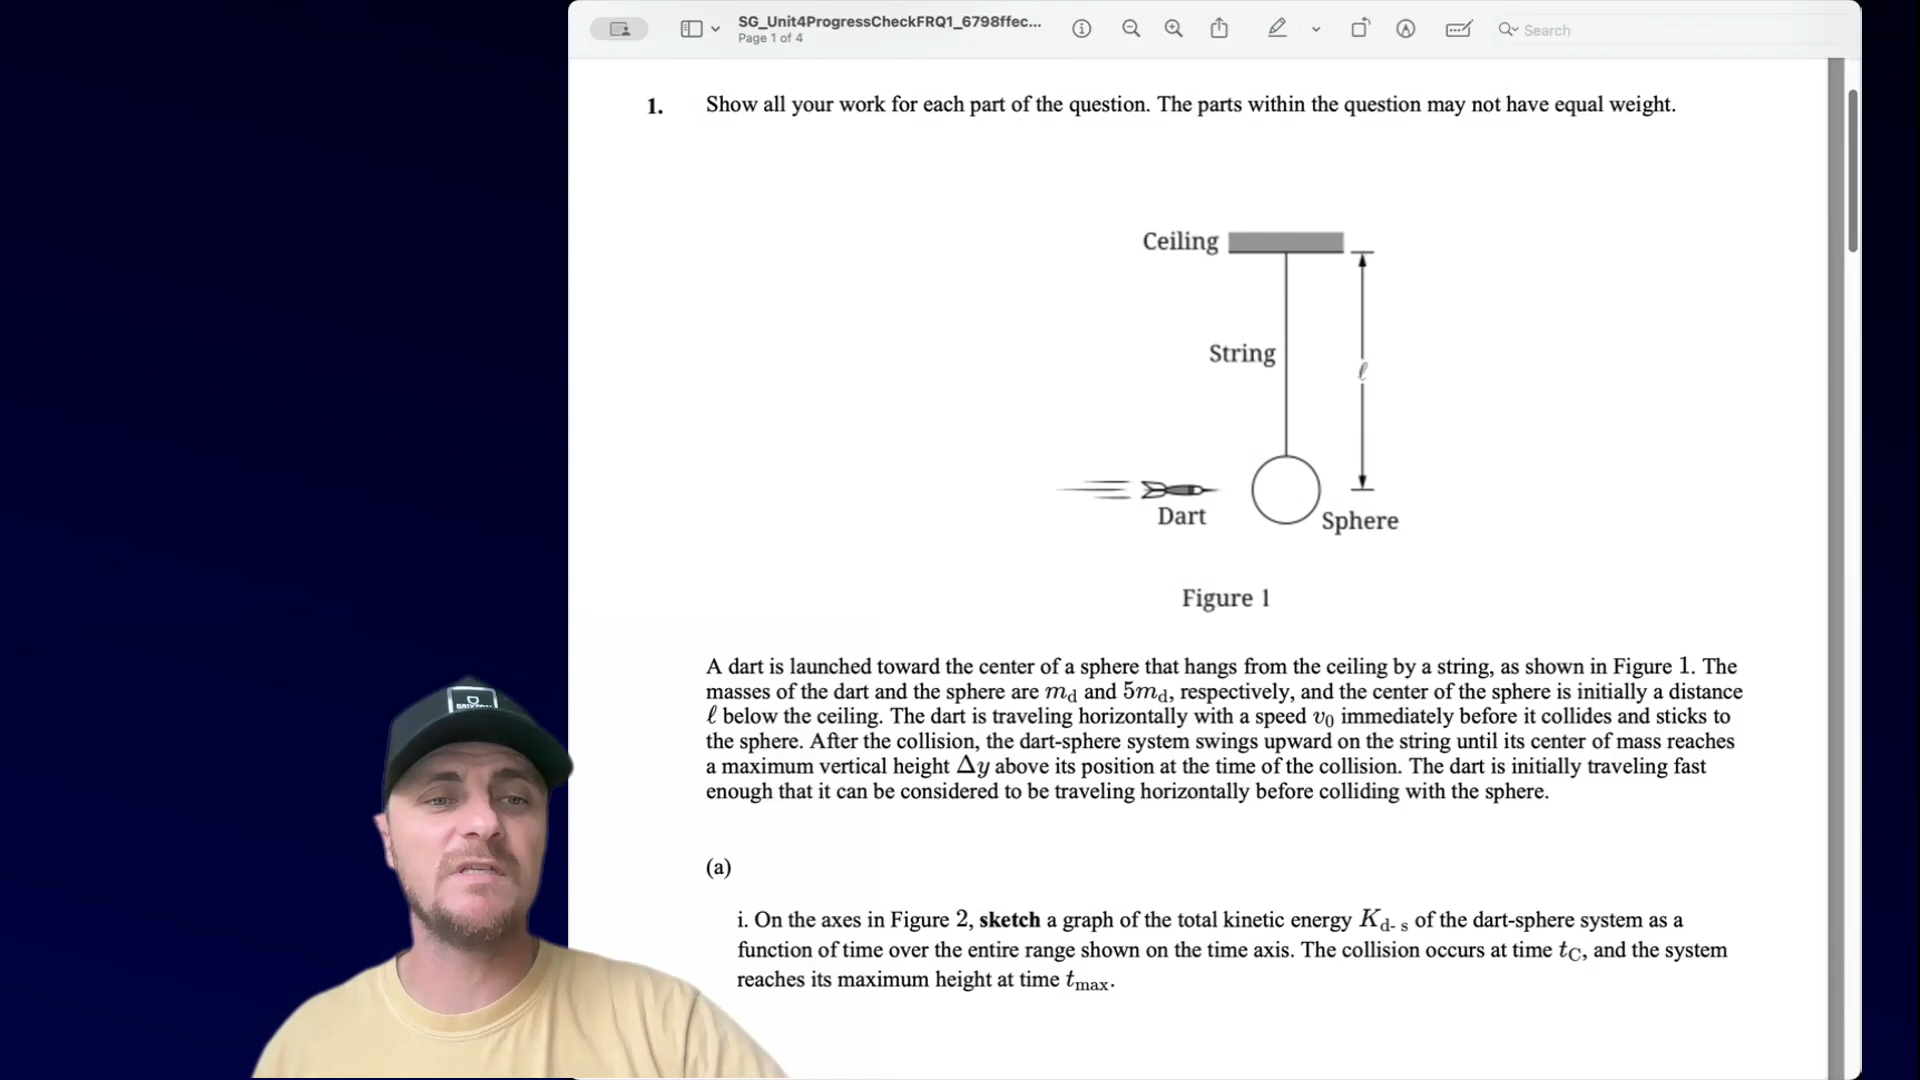 SG_Unit4ProgressCheckFRQ1_6798ffec...
Page 1 of 4
Search
1. Show all your work for each part of the question. The parts within the question may not have equal weight.
Ceiling
String
ℓ
Dart
Sphere
Figure 1
A dart is launched toward the center of a sphere that hangs from the ceiling by a string, as shown in Figure 1. The
masses of the dart and the sphere are m_d and 5m_d, respectively, and the center of the sphere is initially a distance
ℓ below the ceiling. The dart is traveling horizontally with a speed v_0 immediately before it collides and sticks to
the sphere. After the collision, the dart-sphere system swings upward on the string until its center of mass reaches
a maximum vertical height Δy above its position at the time of the collision. The dart is initially traveling fast
enough that it can be considered to be traveling horizontally before colliding with the sphere.
(a)
i. On the axes in Figure 2, sketch a graph of the total kinetic energy K_d-s of the dart-sphere system as a
function of time over the entire range shown on the time axis. The collision occurs at time t_C, and the system
reaches its maximum height at time t_max.
BRIXTON